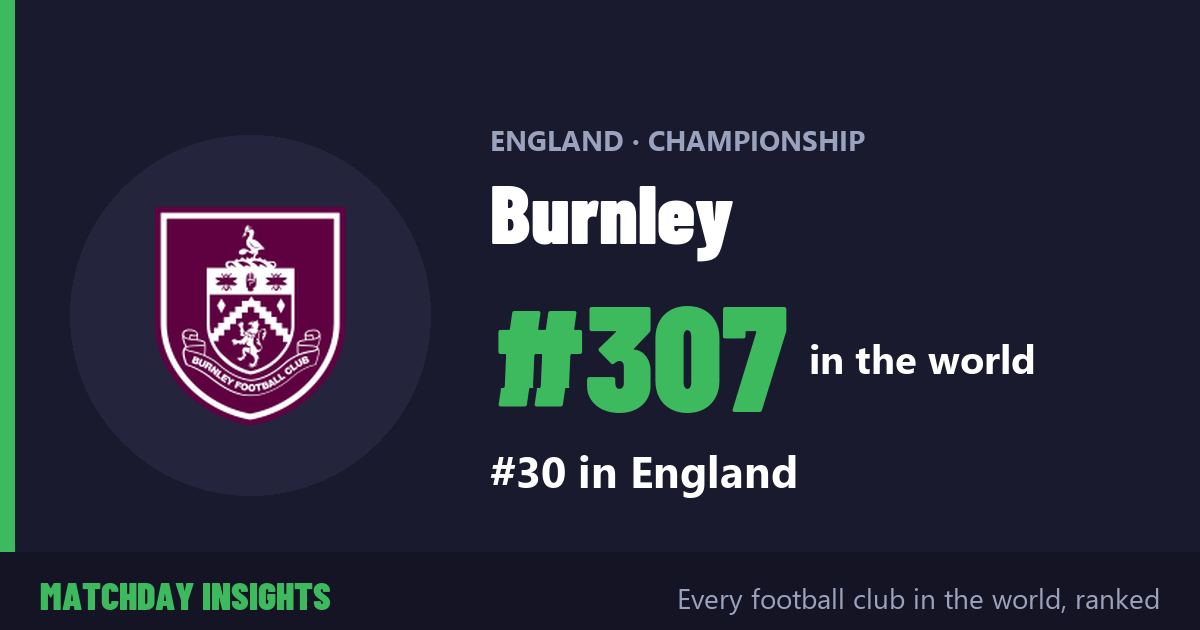 ENGLAND · CHAMPIONSHIP
Burnley
#307 in the world
#30 in England
BURNLEY FOOTBALL CLUB
MATCHDAY INSIGHTS
Every football club in the world, ranked